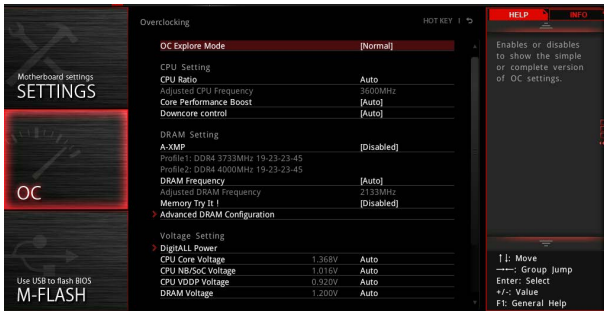 Overclocking
HOT KEY |
HELP
INFO
Motherboard settings
SETTINGS
OC
Use USB to flash BIOS
M-FLASH
OC Explore Mode [Normal]
CPU Setting
CPU Ratio Auto
Adjusted CPU Frequency 3600MHz
Core Performance Boost [Auto]
Downcore control [Auto]
DRAM Setting
A-XMP [Disabled]
Profile1: DDR4 3733MHz 19-23-23-45
Profile2: DDR4 4000MHz 19-23-23-45
DRAM Frequency [Auto]
Adjusted DRAM Frequency 2133MHz
Memory Try It ! [Disabled]
Advanced DRAM Configuration
Voltage Setting
DigitALL Power
CPU Core Voltage 1.368V Auto
CPU NB/SoC Voltage 1.016V Auto
CPU VDDP Voltage 0.920V Auto
DRAM Voltage 1.200V Auto
Enables or disables
to show the simple
or complete version
of OC settings.
↑↓: Move
→←: Group Jump
Enter: Select
+/-: Value
F1: General Help